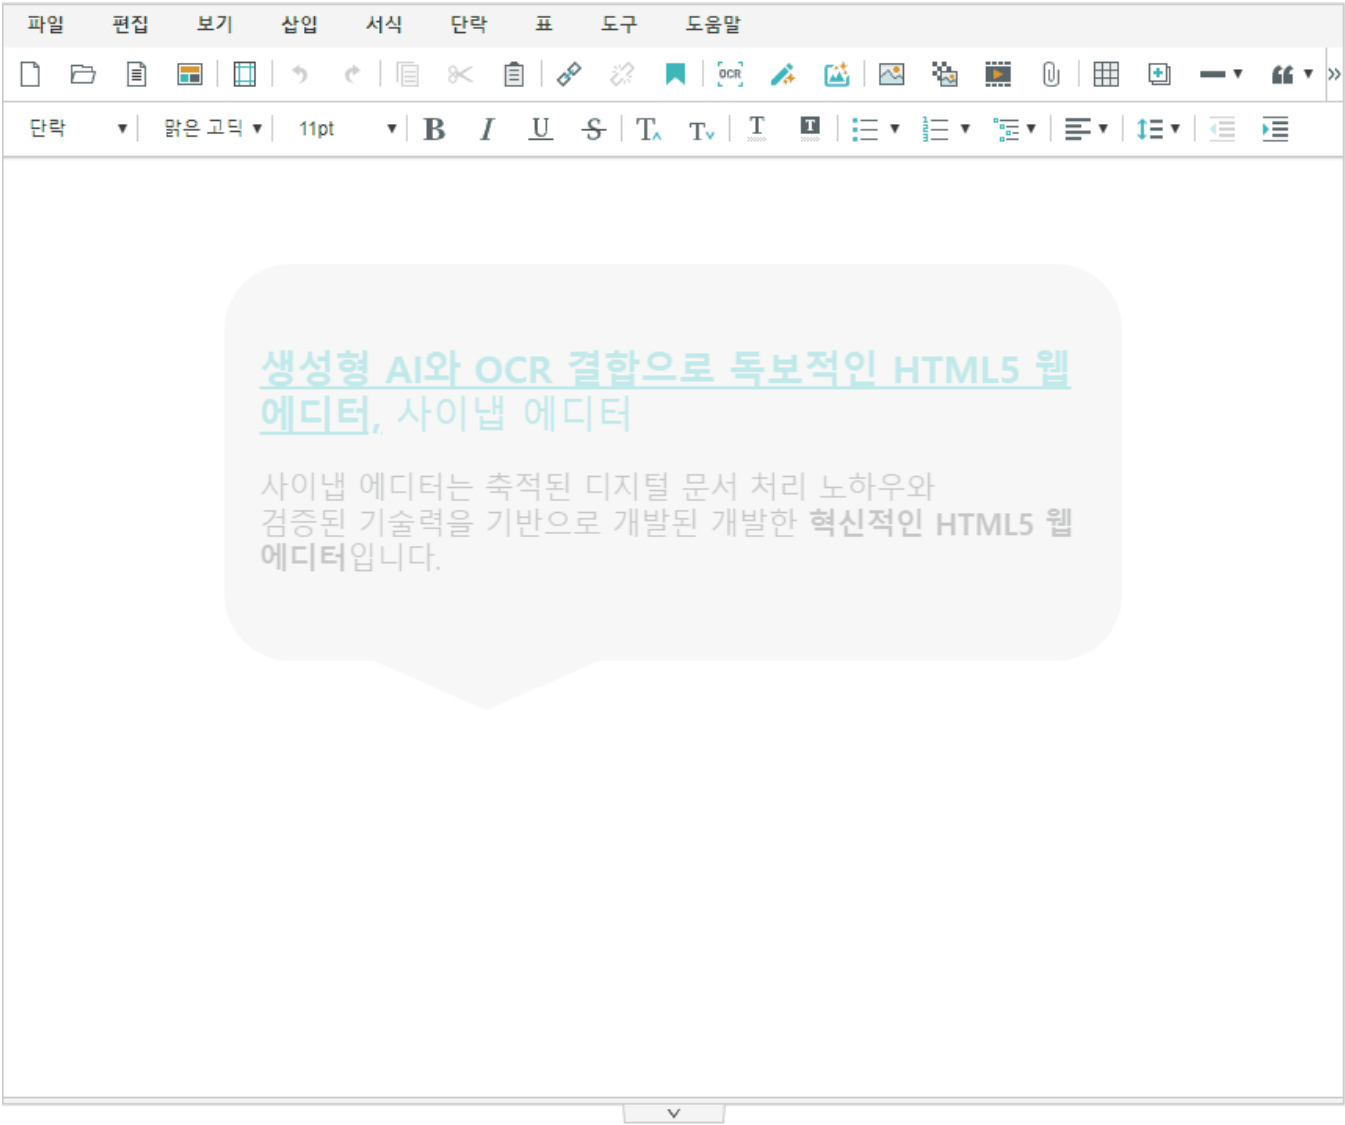 파일 편집 보기 삽입 서식 단락 표 도구 도움말
OCR
단락 맑은 고딕 11pt B I U S T T T T
생성형 AI와 OCR 결합으로 독보적인 HTML5 웹
에디터, 사이냅 에디터
사이냅 에디터는 축적된 디지털 문서 처리 노하우와
검증된 기술력을 기반으로 개발된 개발한 혁신적인 HTML5 웹
에디터입니다.